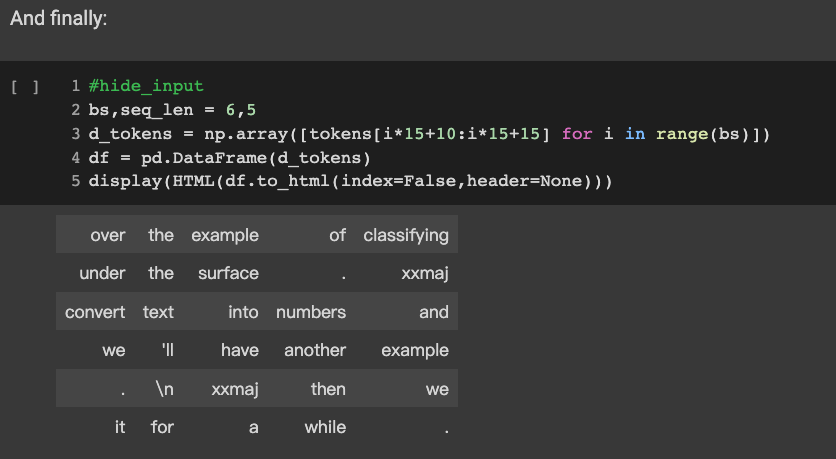 And finally:
[ ] 1 #hide_input
2 bs,seq_len = 6,5
3 d_tokens = np.array([tokens[i*15+10:i*15+15] for i in range(bs)])
4 df = pd.DataFrame(d_tokens)
5 display(HTML(df.to_html(index=False,header=None)))
over the example of classifying
under the surface . xxmaj
convert text into numbers and
we 'll have another example
. \n xxmaj then we
it for a while .